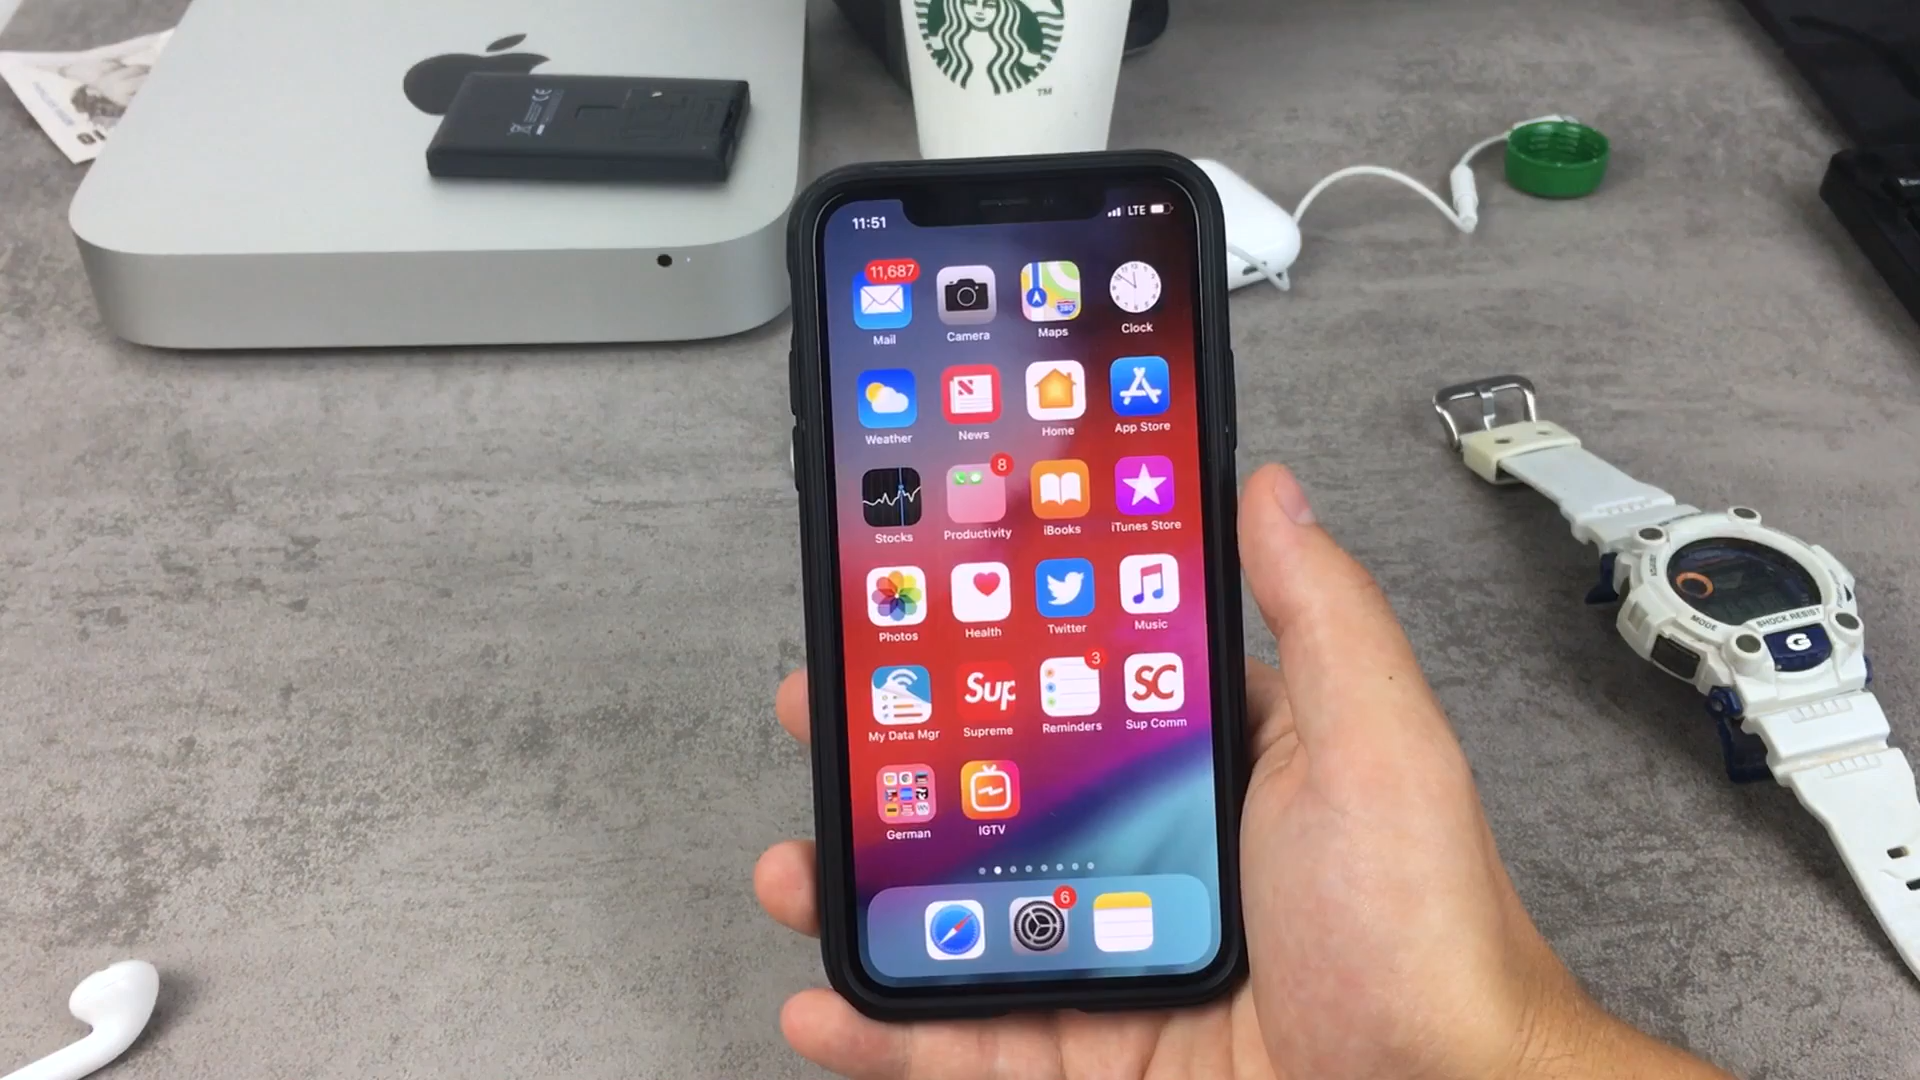 TM
CE
11:51
LTE
11,687
Mail
Camera
Maps
Clock
Weather
News
Home
App Store
8
Stocks
Productivity
iBooks
iTunes Store
Photos
Health
Twitter
Music
3
Sup
SC
My Data Mgr
Supreme
Reminders
Sup Comm
German
IGTV
6
MODE
SHOCK RESIST
G